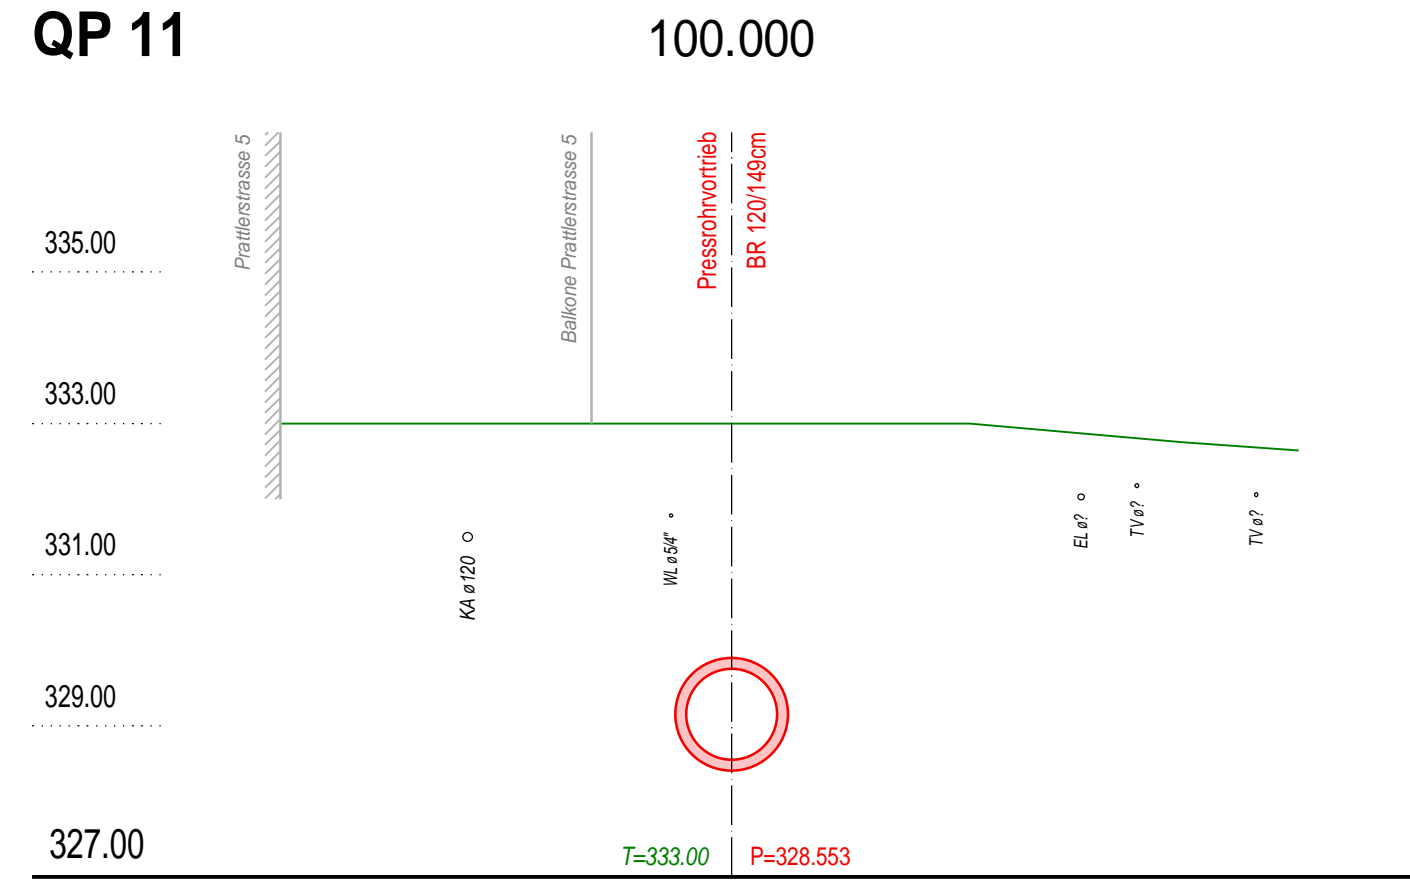 QP 11
100.000
Prattlerstrasse 5
Balkone Prattlerstrasse 5
Pressrohrvortrieb
BR 120/149cm
335.00
333.00
331.00
329.00
327.00
KA ø120
WL ø5/4"
EL ø?
TV ø?
TV ø?
T=333.00
P=328.553